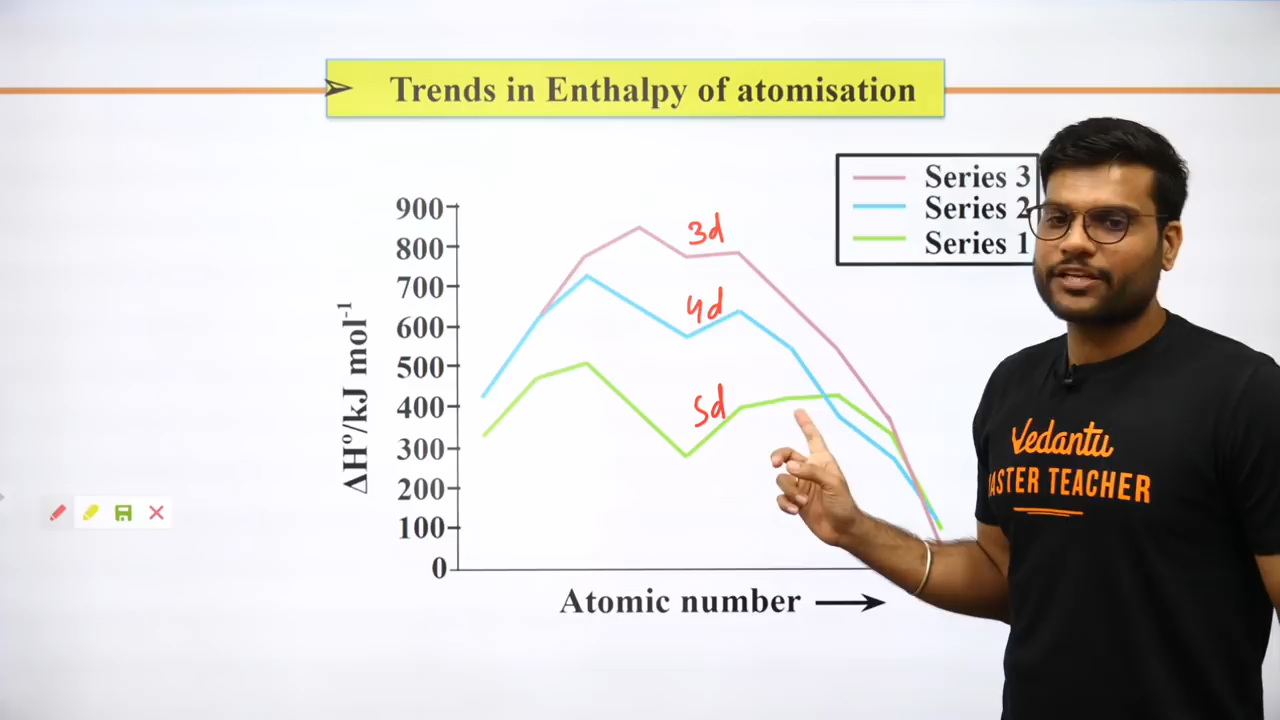 ➢ Trends in Enthalpy of atomisation
Series 3
Series 2
Series 1
900
800
700
600
500
400
300
200
100
0
ΔH°/kJ mol⁻¹
3d
4d
5d
Atomic number →
Vedantu
MASTER TEACHER